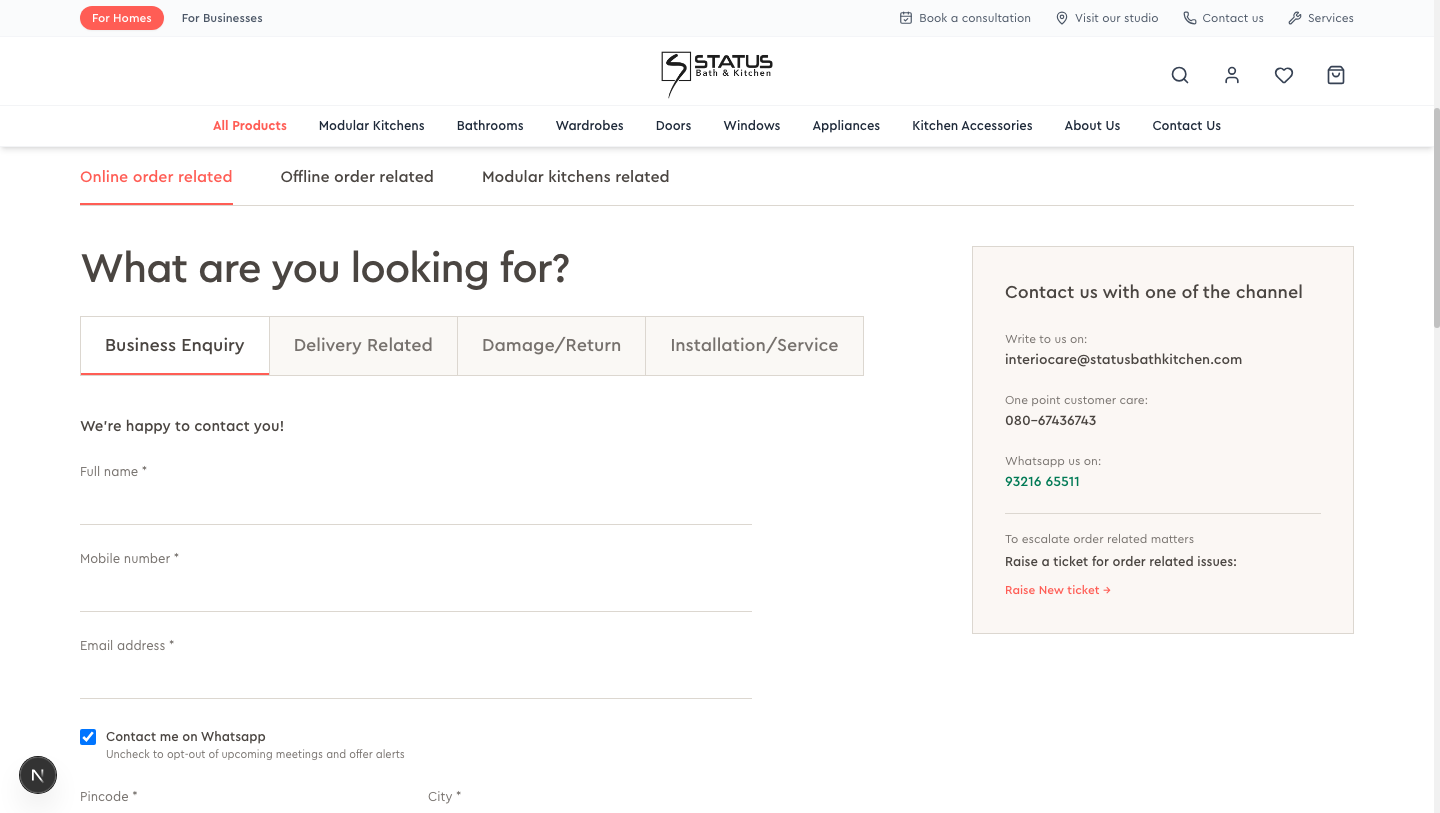 For Homes
For Businesses
Book a consultation
Visit our studio
Contact us
Services
STATUS
Bath & Kitchen
All Products
Modular Kitchens
Bathrooms
Wardrobes
Doors
Windows
Appliances
Kitchen Accessories
About Us
Contact Us
Online order related
Offline order related
Modular kitchens related
What are you looking for?
Business Enquiry
Delivery Related
Damage/Return
Installation/Service
We're happy to contact you!
Full name *
Mobile number *
Email address *
Contact me on Whatsapp
Uncheck to opt-out of upcoming meetings and offer alerts
Pincode *
City *
Contact us with one of the channel
Write to us on:
interiocare@statusbathkitchen.com
One point customer care:
080-67436743
Whatsapp us on:
93216 65511
To escalate order related matters
Raise a ticket for order related issues:
Raise New ticket →
N